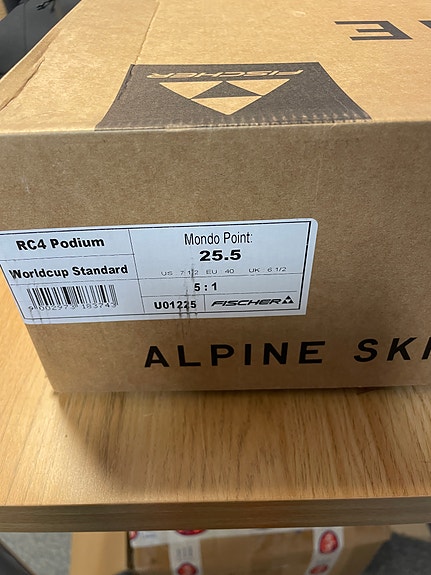 FISCHER
RC4 Podium
Worldcup Standard
Mondo Point:
25.5
US 7 1/2 EU 40 UK 6 1/2
5 : 1
U01225
FISCHER
ALPINE SKI